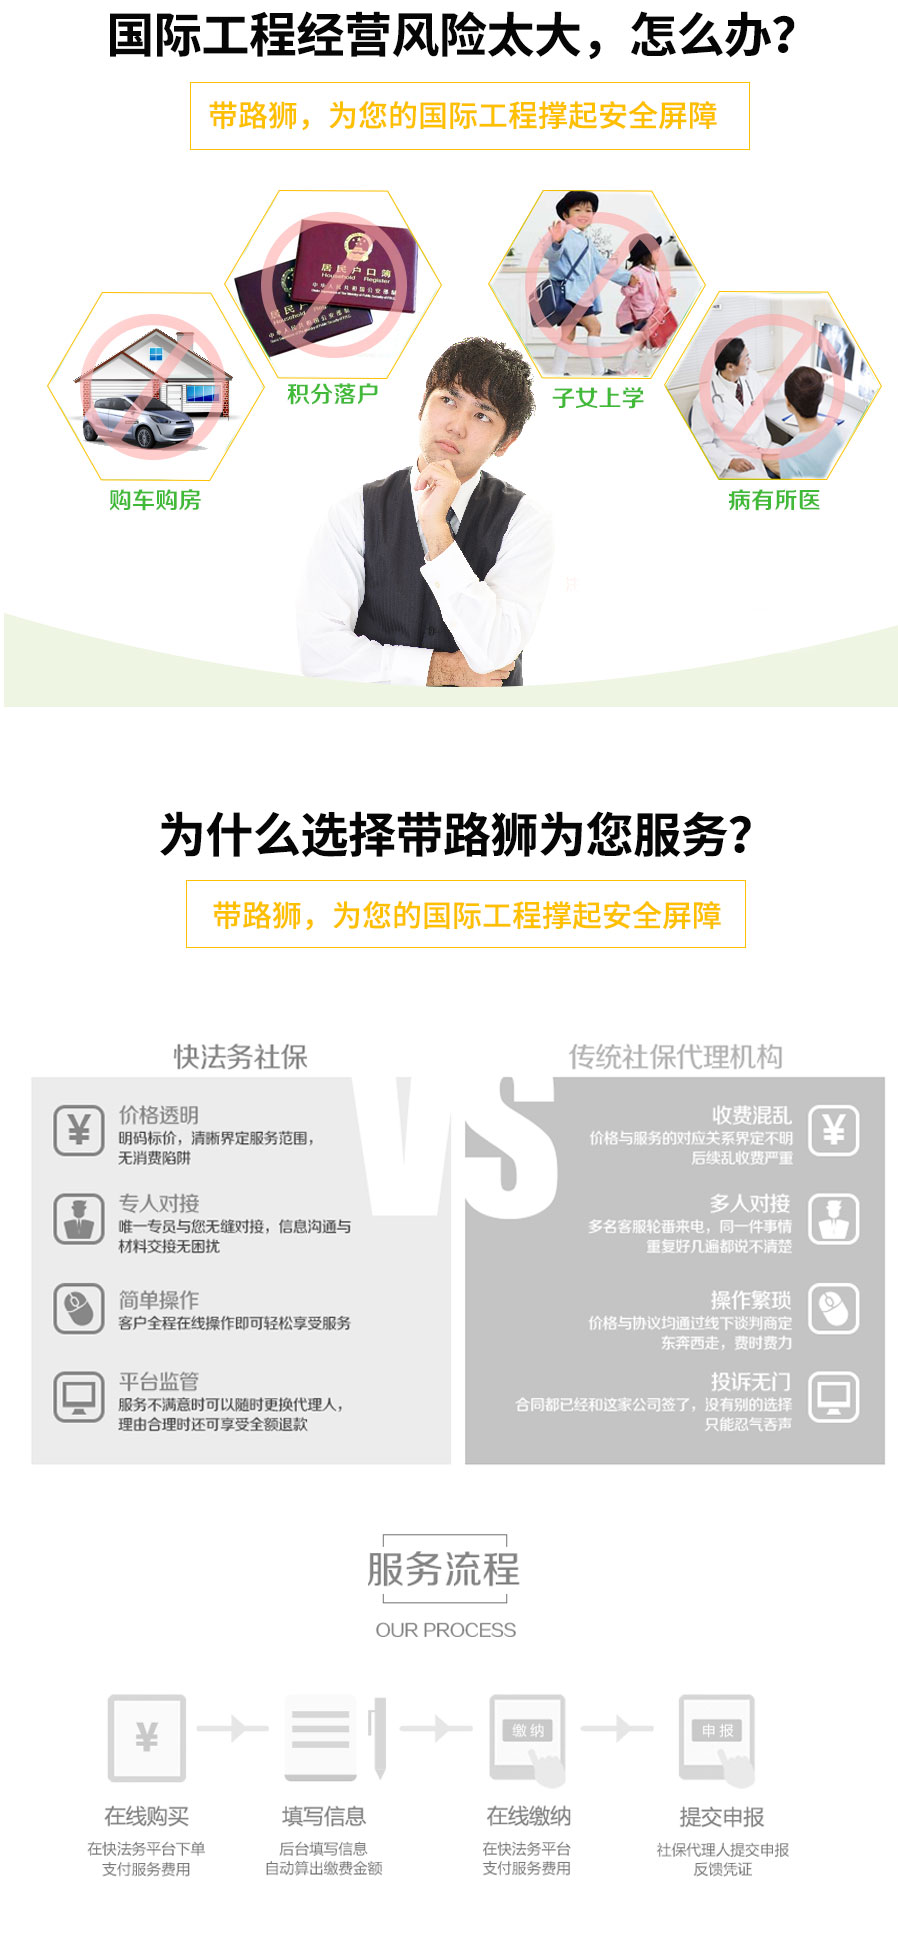 国际工程经营风险太大，怎么办？
带路狮，为您的国际工程撑起安全屏障
居民户口簿
Household Register
中华人民共和国公安部制
积分落户
子女上学
购车购房
病有所医
为什么选择带路狮为您服务？
带路狮，为您的国际工程撑起安全屏障
快法务社保
VS
传统社保代理机构
¥
价格透明
明码标价，清晰界定服务范围，
无消费陷阱
专人对接
唯一专员与您无缝对接，信息沟通与
材料交接无困扰
简单操作
客户全程在线操作即可轻松享受服务
平台监管
服务不满意时可以随时更换代理人，
理由合理时还可享受全额退款
收费混乱
¥
价格与服务的对应关系界定不明
后续乱收费严重
多人对接
多名客服轮番来电，同一件事情
重复好几遍都说不清楚
操作繁琐
价格与协议均通过线下谈判商定
东奔西走，费时费力
投诉无门
合同都已经和这家公司签了，没有别的选择
只能忍气吞声
服务流程
OUR PROCESS
¥
缴纳
申报
在线购买
在快法务平台下单
支付服务费用
填写信息
后台填写信息
自动算出缴费金额
在线缴纳
在快法务平台
支付服务费用
提交申报
社保代理人提交申报
反馈凭证